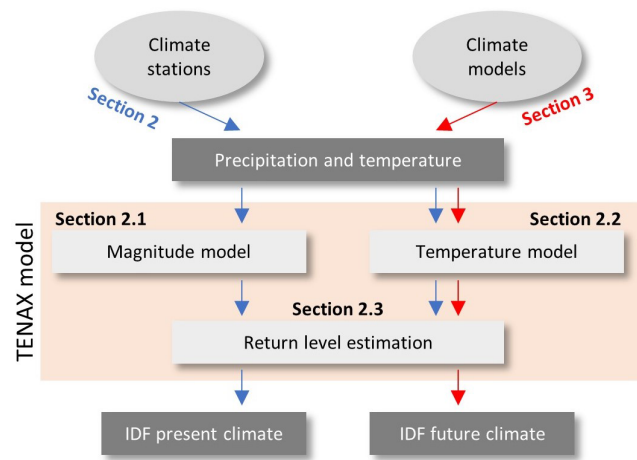 Climate
stations
Climate
models
Section 2
Section 3
Precipitation and temperature
TENAX model
Section 2.1
Section 2.2
Magnitude model
Temperature model
Section 2.3
Return level estimation
IDF present climate
IDF future climate